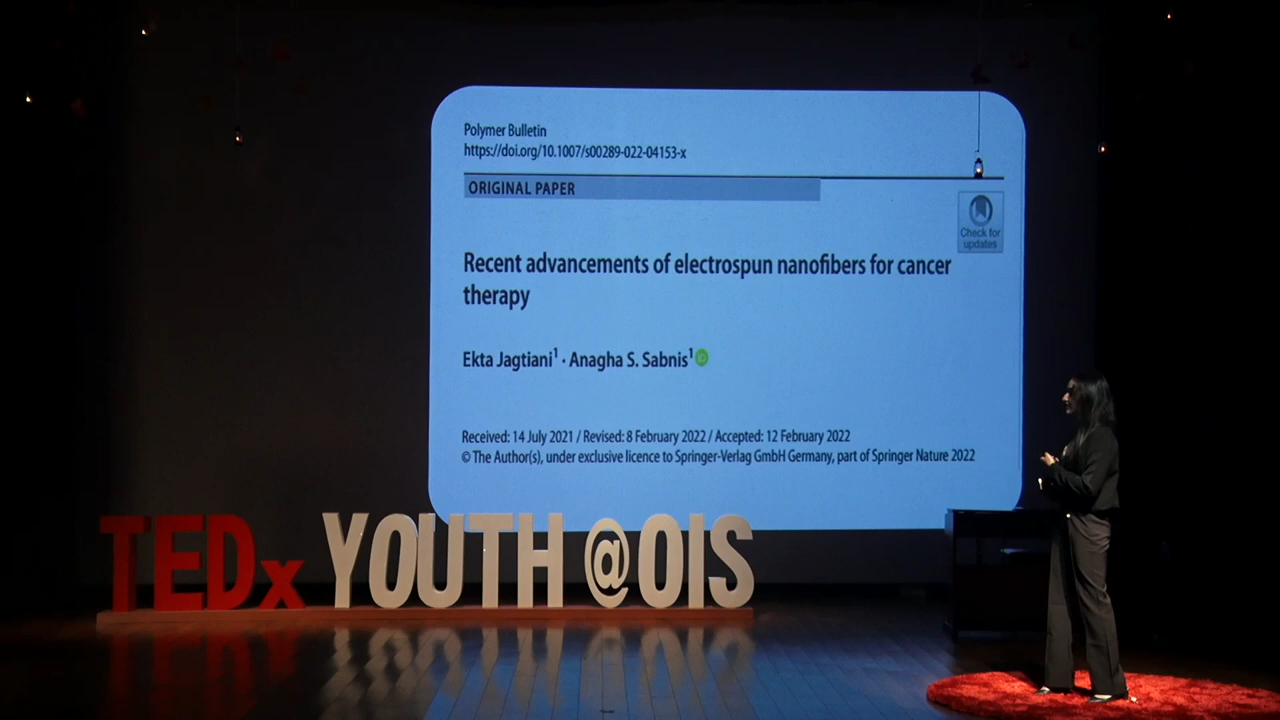 Polymer Bulletin
https://doi.org/10.1007/s00289-022-04153-x
ORIGINAL PAPER
Check for
updates
Recent advancements of electrospun nanofibers for cancer
therapy
Ekta Jagtiani¹ · Anagha S. Sabnis¹ iD
Received: 14 July 2021 / Revised: 8 February 2022 / Accepted: 12 February 2022
© The Author(s), under exclusive licence to Springer-Verlag GmbH Germany, part of Springer Nature 2022
TEDx YOUTH @ OIS